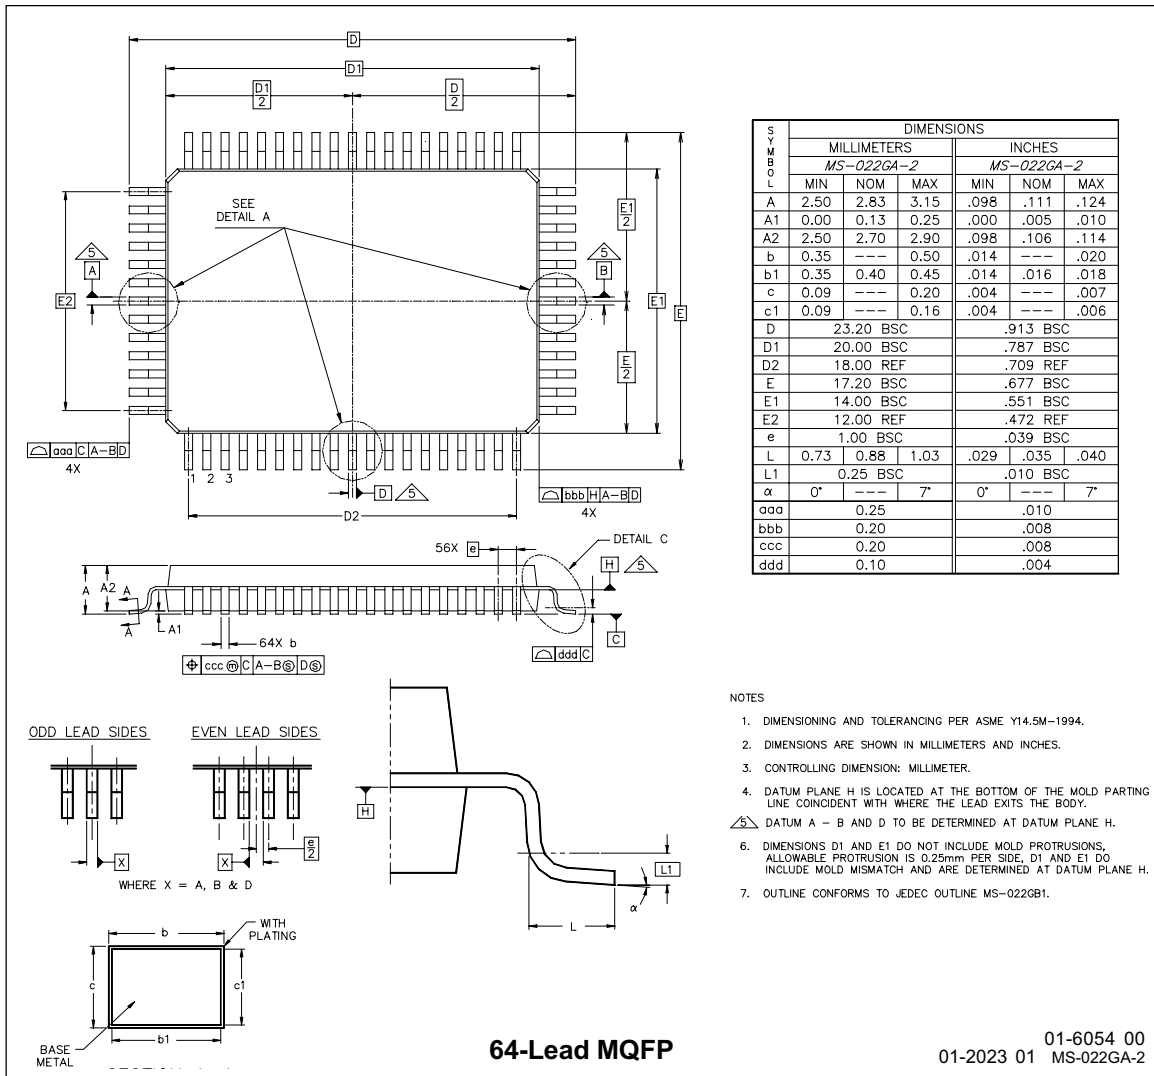 D
D1
D1
2
D
2
SEE
DETAIL A
5
A
5
B
E2
E1
2
E
2
E1
E
aaa C A-B D
4X
1 2 3
D 5
bbb H A-B D
4X
D2
56X e
DETAIL C
H 5
A A2 A
A
A1
C
64X b
ddd C
ccc Ⓜ C A-B Ⓢ D Ⓢ
ODD LEAD SIDES
EVEN LEAD SIDES
X
X
e
2
WHERE X = A, B & D
H
L1
L
α
b
WITH
PLATING
c
c1
b1
BASE
METAL
SYMBOL DIMENSIONS
MILLIMETERS INCHES
MS-022GA-2 MS-022GA-2
MIN NOM MAX MIN NOM MAX
A 2.50 2.83 3.15 .098 .111 .124
A1 0.00 0.13 0.25 .000 .005 .010
A2 2.50 2.70 2.90 .098 .106 .114
b 0.35 --- 0.50 .014 --- .020
b1 0.35 0.40 0.45 .014 .016 .018
c 0.09 --- 0.20 .004 --- .007
c1 0.09 --- 0.16 .004 --- .006
D 23.20 BSC .913 BSC
D1 20.00 BSC .787 BSC
D2 18.00 REF .709 REF
E 17.20 BSC .677 BSC
E1 14.00 BSC .551 BSC
E2 12.00 REF .472 REF
e 1.00 BSC .039 BSC
L 0.73 0.88 1.03 .029 .035 .040
L1 0.25 BSC .010 BSC
α 0° --- 7° 0° --- 7°
aaa 0.25 .010
bbb 0.20 .008
ccc 0.20 .008
ddd 0.10 .004
NOTES
1. DIMENSIONING AND TOLERANCING PER ASME Y14.5M-1994.
2. DIMENSIONS ARE SHOWN IN MILLIMETERS AND INCHES.
3. CONTROLLING DIMENSION: MILLIMETER.
4. DATUM PLANE H IS LOCATED AT THE BOTTOM OF THE MOLD PARTING
LINE COINCIDENT WITH WHERE THE LEAD EXITS THE BODY.
5 DATUM A - B AND D TO BE DETERMINED AT DATUM PLANE H.
6. DIMENSIONS D1 AND E1 DO NOT INCLUDE MOLD PROTRUSIONS,
ALLOWABLE PROTRUSION IS 0.25mm PER SIDE, D1 AND E1 DO
INCLUDE MOLD MISMATCH AND ARE DETERMINED AT DATUM PLANE H.
7. OUTLINE CONFORMS TO JEDEC OUTLINE MS-022GB1.
64-Lead MQFP
01-6054 00
01-2023 01 MS-022GA-2